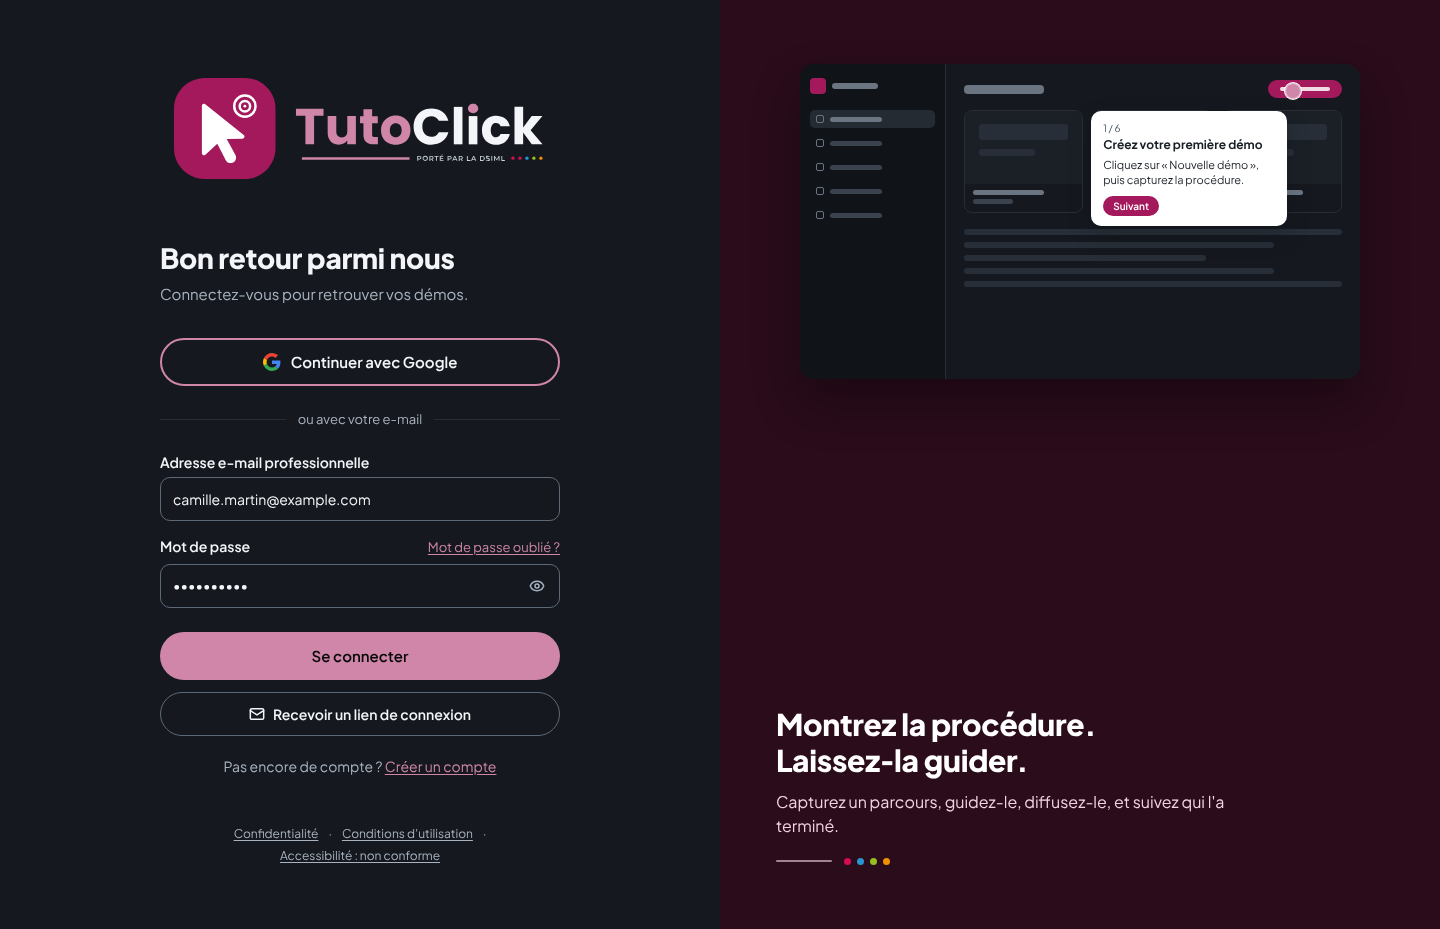 TutoClick
PORTÉ PAR LA DSIML
Bon retour parmi nous
Connectez-vous pour retrouver vos démos.
Continuer avec Google
ou avec votre e-mail
Adresse e-mail professionnelle
camille.martin@example.com
Mot de passe
Mot de passe oublié ?
••••••••••
Se connecter
Recevoir un lien de connexion
Pas encore de compte ? Créer un compte
Confidentialité · Conditions d'utilisation ·
Accessibilité : non conforme
1 / 6
Créez votre première démo
Cliquez sur « Nouvelle démo »,
puis capturez la procédure.
Suivant
Montrez la procédure.
Laissez-la guider.
Capturez un parcours, guidez-le, diffusez-le, et suivez qui l'a
terminé.